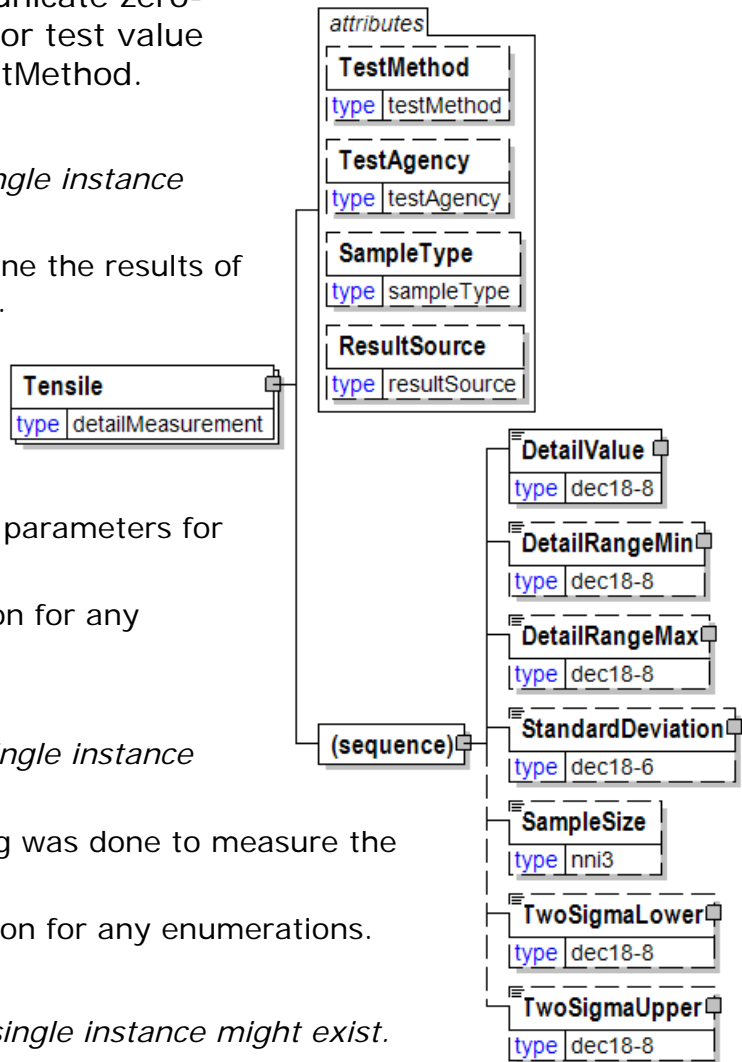 unicate zero-
or test value
tMethod.
ngle instance
ne the results of
.
parameters for
on for any
ngle instance
g was done to measure the
on for any enumerations.
single instance might exist.
Tensile
type detailMeasurement
attributes
TestMethod
type testMethod
TestAgency
type testAgency
SampleType
type sampleType
ResultSource
type resultSource
(sequence)
DetailValue
type dec18-8
DetailRangeMin
type dec18-8
DetailRangeMax
type dec18-8
StandardDeviation
type dec18-6
SampleSize
type nni3
TwoSigmaLower
type dec18-8
TwoSigmaUpper
type dec18-8